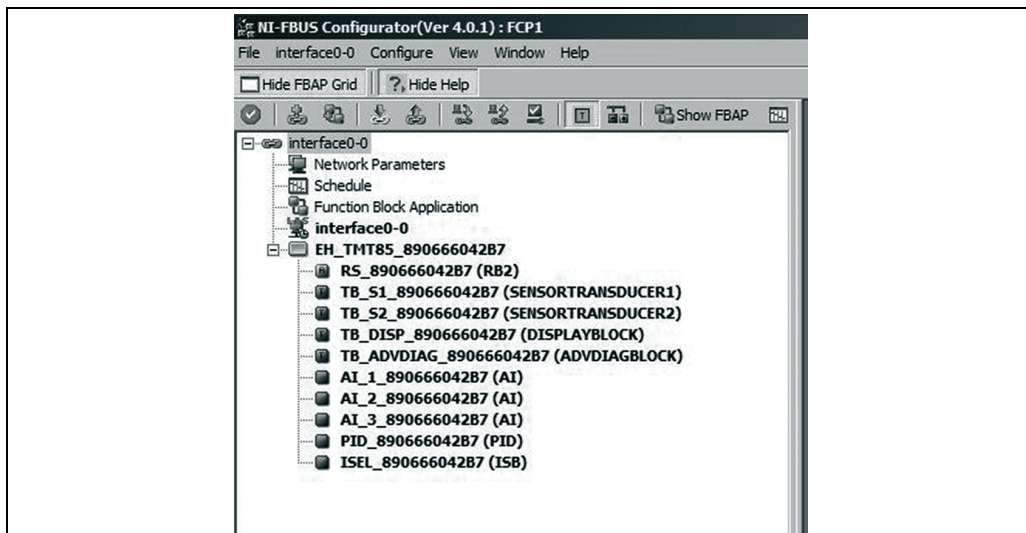 NI-FBUS Configurator(Ver 4.0.1) : FCP1
File interface0-0 Configure View Window Help
Hide FBAP Grid ? Hide Help
T Show FBAP
interface0-0
Network Parameters
Schedule
Function Block Application
interface0-0
EH_TMT85_890666042B7
RS_890666042B7 (RB2)
TB_S1_890666042B7 (SENSORTRANSDUCER1)
TB_S2_890666042B7 (SENSORTRANSDUCER2)
TB_DISP_890666042B7 (DISPLAYBLOCK)
TB_ADVDIAG_890666042B7 (ADVDIAGBLOCK)
AI_1_890666042B7 (AI)
AI_2_890666042B7 (AI)
AI_3_890666042B7 (AI)
PID_890666042B7 (PID)
ISEL_890666042B7 (ISB)